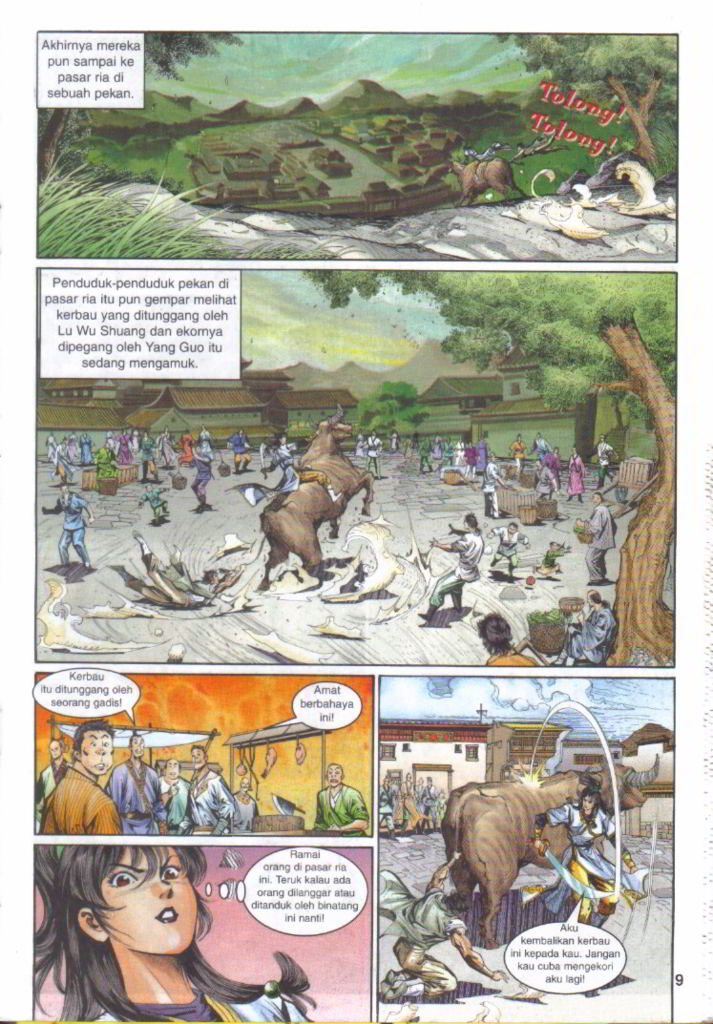 Akhirnya mereka
pun sampai ke
pasar ria di
sebuah pekan.
Tolong!
Tolong!
Penduduk-penduduk pekan di
pasar ria itu pun gempar melihat
kerbau yang ditunggang oleh
Lu Wu Shuang dan ekornya
dipegang oleh Yang Guo itu
sedang mengamuk.
Kerbau
itu ditunggang oleh
seorang gadis!
Amat
berbahaya
ini!
Ramai
orang di pasar ria
ini. Teruk kalau ada
orang dilanggar atau
ditanduk oleh binatang
ini nanti!
Aku
kembalikan kerbau
ini kepada kau. Jangan
kau cuba mengekori
aku lagi!
9